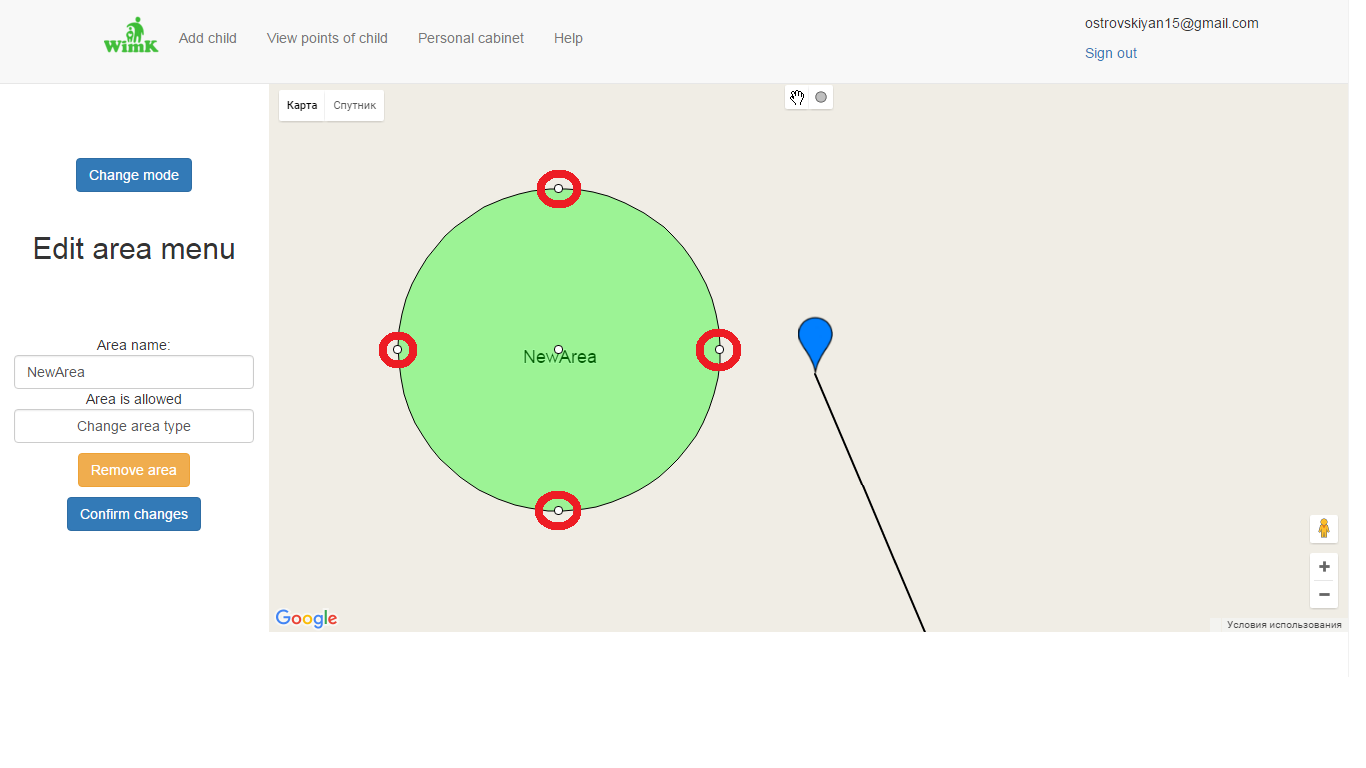 WimK
Add child
View points of child
Personal cabinet
Help
ostrovskiyan15@gmail.com
Sign out
Change mode
Edit area menu
Area name:
NewArea
Area is allowed
Change area type
Remove area
Confirm changes
Карта
Спутник
NewArea
Google
Условия использования